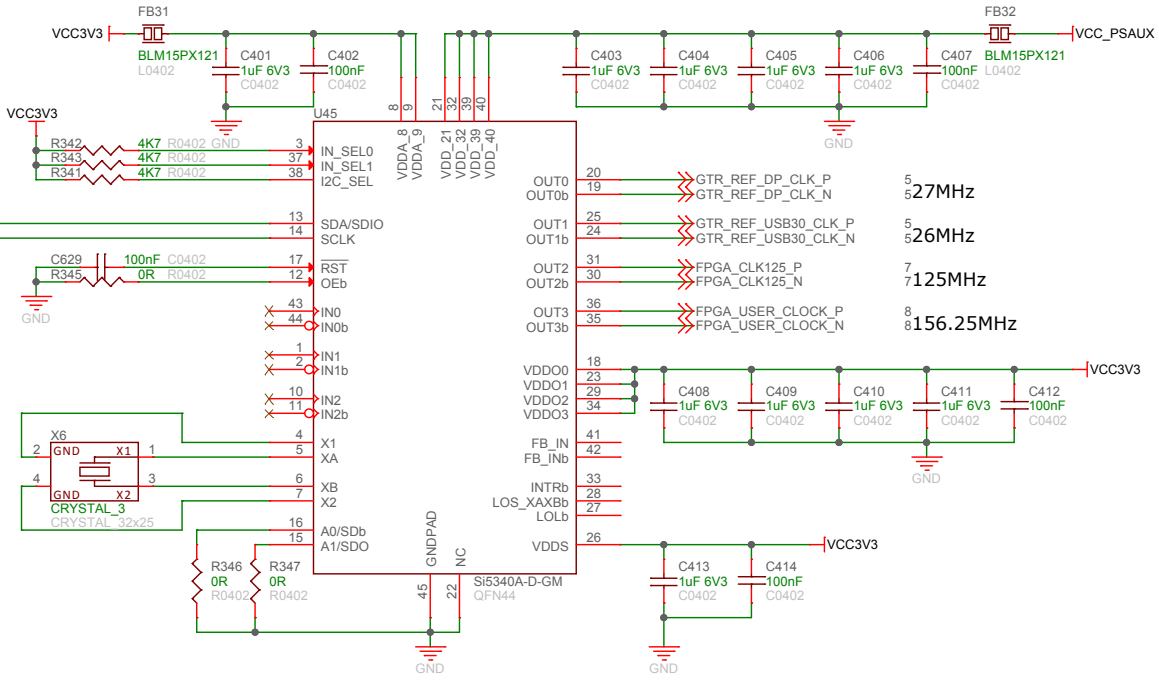 FB31
VCC3V3
BLM15PX121
L0402
C401
1uF 6V3
C0402
C402
100nF
C0402
GND
FB32
VCC_PSAUX
BLM15PX121
L0402
C403
1uF 6V3
C0402
C404
1uF 6V3
C0402
C405
1uF 6V3
C0402
C406
1uF 6V3
C0402
C407
100nF
C0402
GND
VCC3V3
R342 4K7 R0402
R343 4K7 R0402
R341 4K7 R0402
U45
8 VDDA_8
9 VDDA_9
21 VDD_21
32 VDD_32
39 VDD_39
40 VDD_40
3 IN_SEL0
37 IN_SEL1
38 I2C_SEL
13 SDA/SDIO
14 SCLK
C629 100nF C0402
R345 0R R0402
GND
17 RST
12 OEb
43 IN0
44 IN0b
1 IN1
2 IN1b
10 IN2
11 IN2b
4 X1
5 XA
6 XB
7 X2
16 A0/SDb
15 A1/SDO
X6
2 GND X1 1
4 GND X2 3
CRYSTAL_3
CRYSTAL_32x25
R346
0R
R0402
R347
0R
R0402
45 GNDPAD
22 NC
GND
Si5340A-D-GM
QFN44
OUT0 20 GTR_REF_DP_CLK_P 5
OUT0b 19 GTR_REF_DP_CLK_N 5
27MHz
OUT1 25 GTR_REF_USB30_CLK_P 5
OUT1b 24 GTR_REF_USB30_CLK_N 5
26MHz
OUT2 31 FPGA_CLK125_P 7
OUT2b 30 FPGA_CLK125_N 7
125MHz
OUT3 36 FPGA_USER_CLOCK_P 8
OUT3b 35 FPGA_USER_CLOCK_N 8
156.25MHz
VDDO0 18
VDDO1 23
VDDO2 29
VDDO3 34
VCC3V3
C408
1uF 6V3
C0402
C409
1uF 6V3
C0402
C410
1uF 6V3
C0402
C411
1uF 6V3
C0402
C412
100nF
C0402
GND
FB_IN 41
FB_INb 42
INTRb 33
LOS_XAXBb 28
LOLb 27
VDDS 26
VCC3V3
C413
1uF 6V3
C0402
C414
100nF
C0402
GND